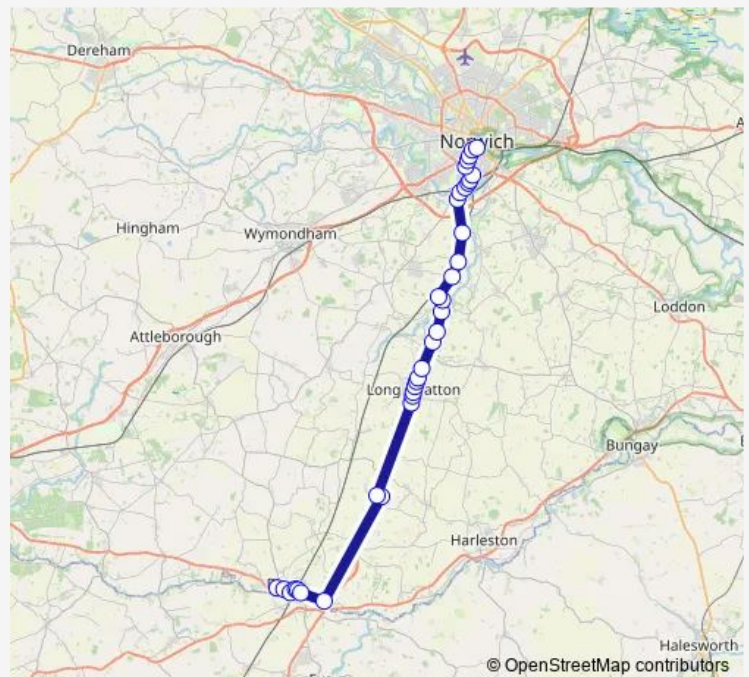 Dereham
Norwich
Hingham
Wymondham
Loddon
Attleborough
Long Stratton
Bungay
Harleston
Halesworth
© OpenStreetMap contributors